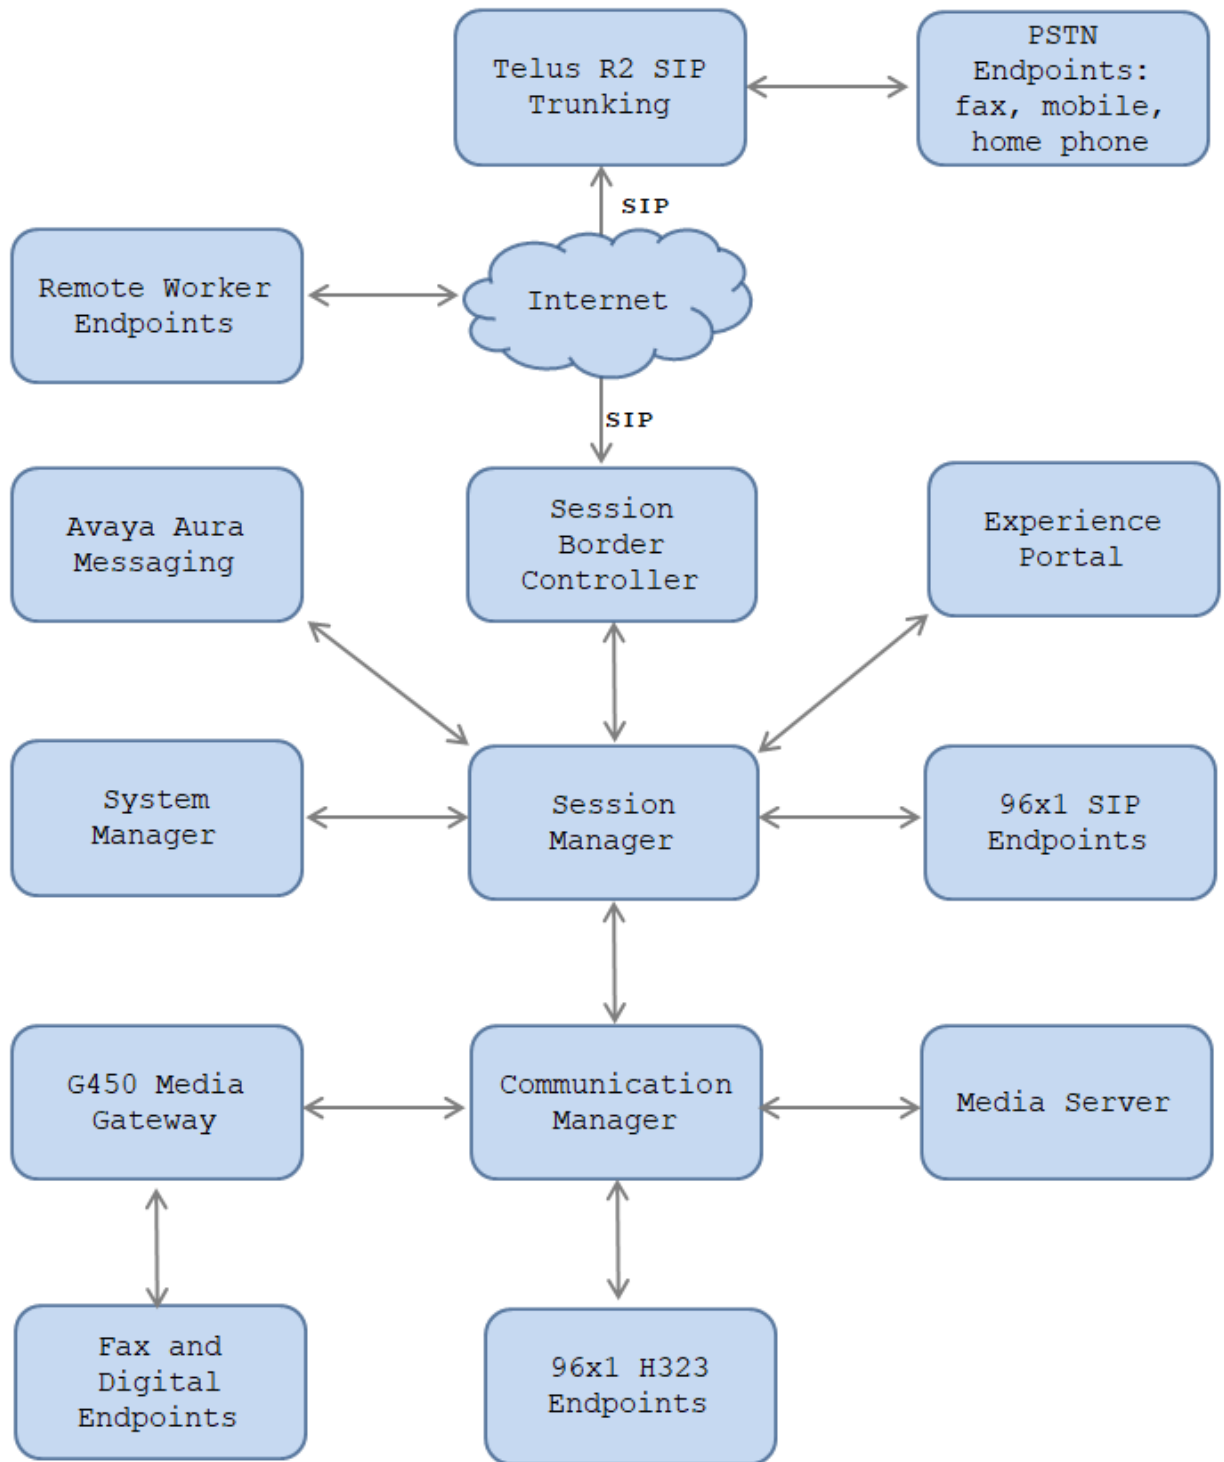 Telus R2 SIP
Trunking
PSTN
Endpoints:
fax, mobile,
home phone
SIP
Remote Worker
Endpoints
Internet
SIP
Avaya Aura
Messaging
Session
Border
Controller
Experience
Portal
System
Manager
Session
Manager
96x1 SIP
Endpoints
G450 Media
Gateway
Communication
Manager
Media Server
Fax and
Digital
Endpoints
96x1 H323
Endpoints